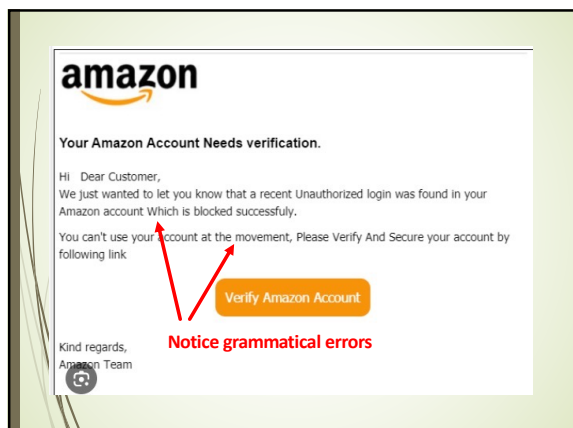 amazon
Your Amazon Account Needs verification.
Hi Dear Customer,
We just wanted to let you know that a recent Unauthorized login was found in your
Amazon account Which is blocked successfuly.
You can't use your account at the movement, Please Verify And Secure your account by
following link
Verify Amazon Account
Notice grammatical errors
Kind regards,
Amazon Team